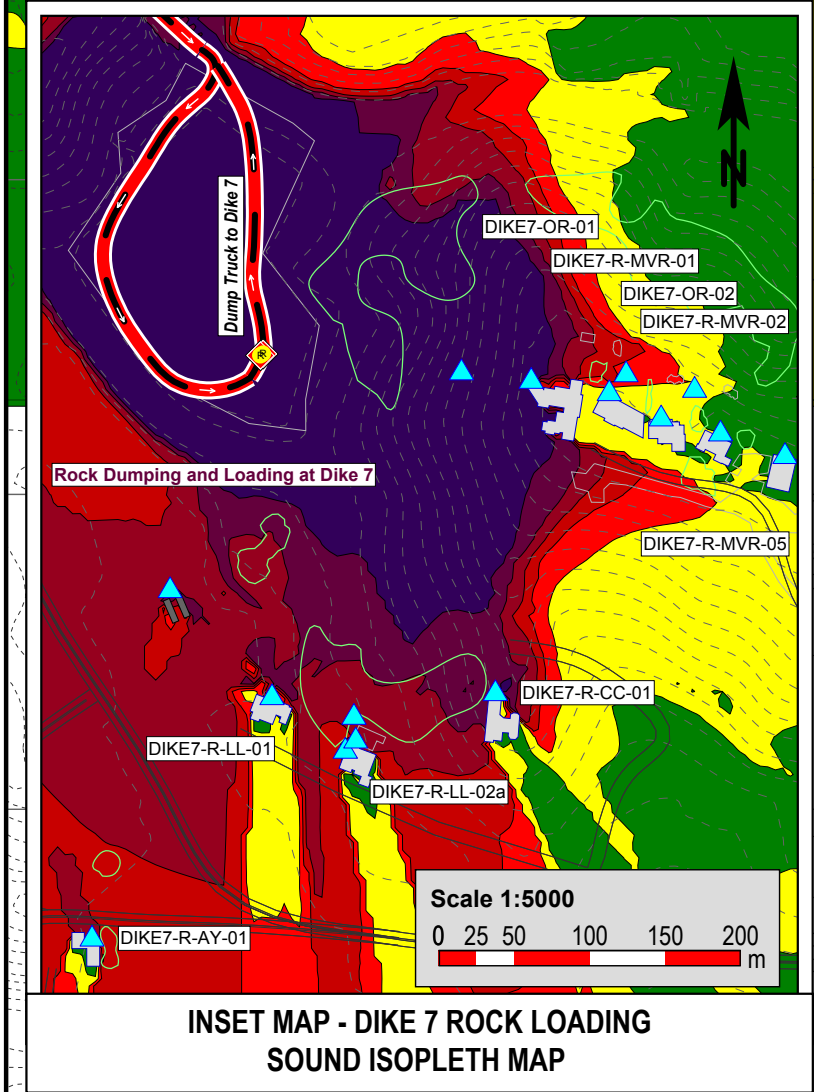 N
DIKE7-OR-01
DIKE7-R-MVR-01
DIKE7-OR-02
DIKE7-R-MVR-02
Dump Truck to Dike 7
Rock Dumping and Loading at Dike 7
DIKE7-R-MVR-05
DIKE7-R-CC-01
DIKE7-R-LL-01
DIKE7-R-LL-02a
DIKE7-R-AY-01
Scale 1:5000
0 25 50 100 150 200
m
INSET MAP - DIKE 7 ROCK LOADING
SOUND ISOPLETH MAP